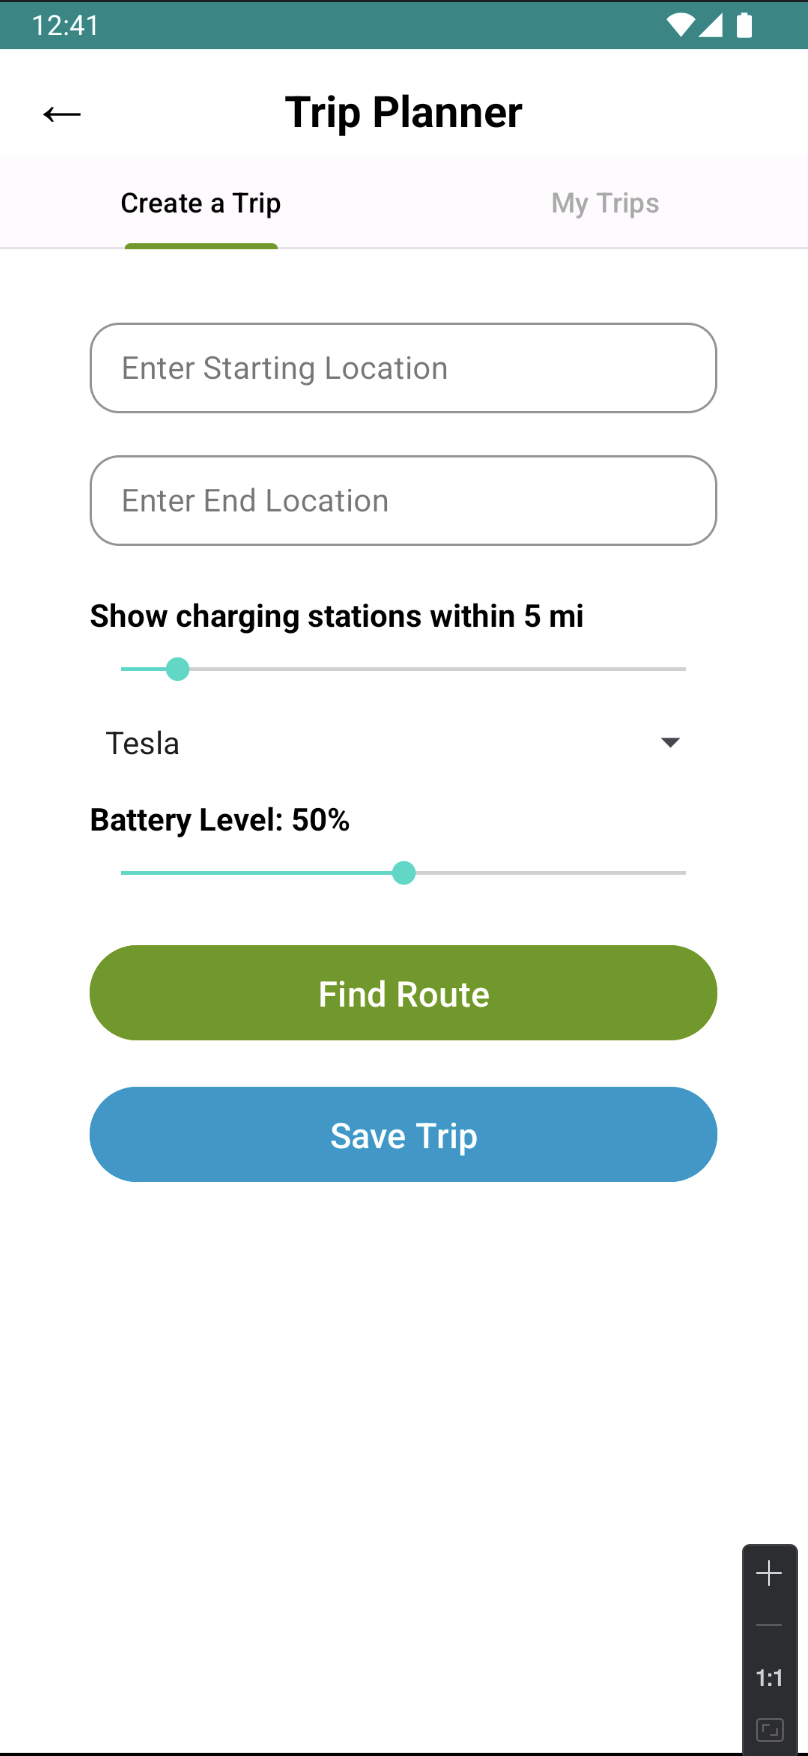 12:41
Trip Planner
Create a Trip
My Trips
Enter Starting Location
Enter End Location
Show charging stations within 5 mi
Tesla
Battery Level: 50%
Find Route
Save Trip
1:1